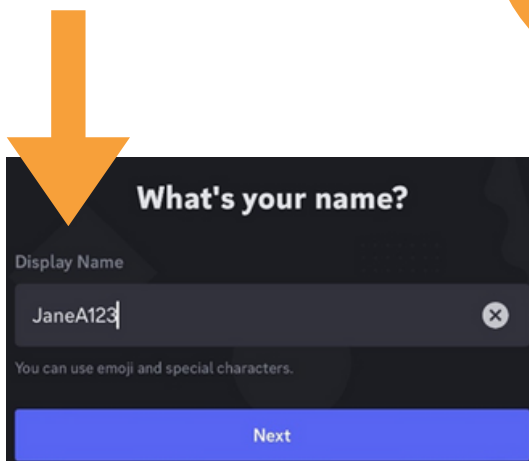 What's your name?
Display Name
JaneA123
You can use emoji and special characters.
Next